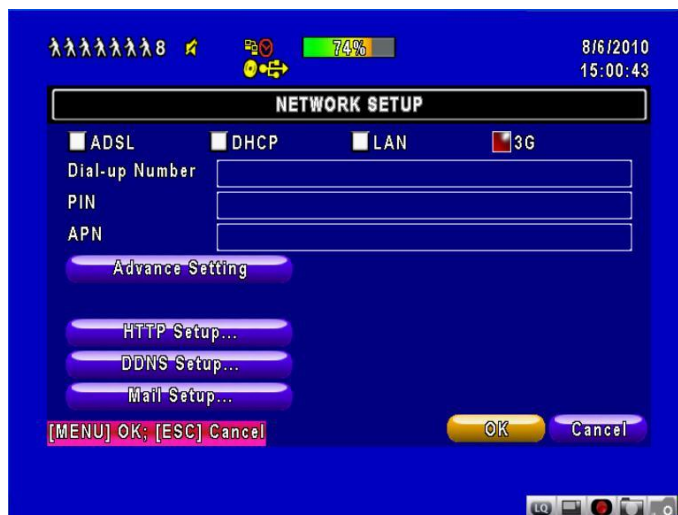 8 74% 8/6/2010
15:00:43
NETWORK SETUP
ADSL DHCP LAN 3G
Dial-up Number
PIN
APN
Advance Setting
HTTP Setup...
DDNS Setup...
Mail Setup...
[MENU] OK; [ESC] Cancel OK Cancel
LQ